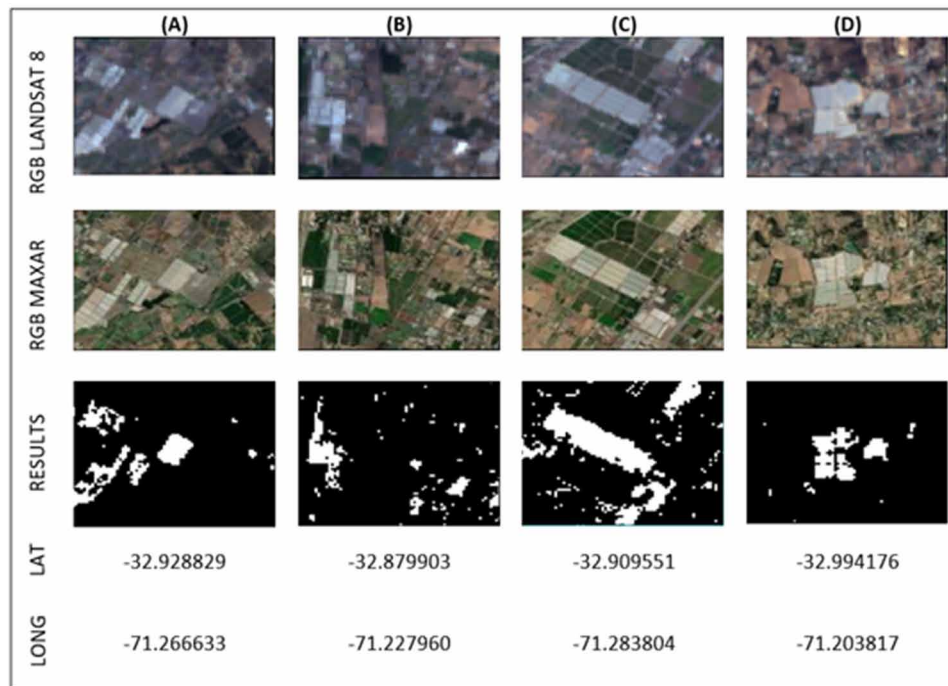 (A) (B) (C) (D)
RGB LANDSAT 8
RGB MAXAR
RESULTS
LAT -32.928829 -32.879903 -32.909551 -32.994176
LONG -71.266633 -71.227960 -71.283804 -71.203817